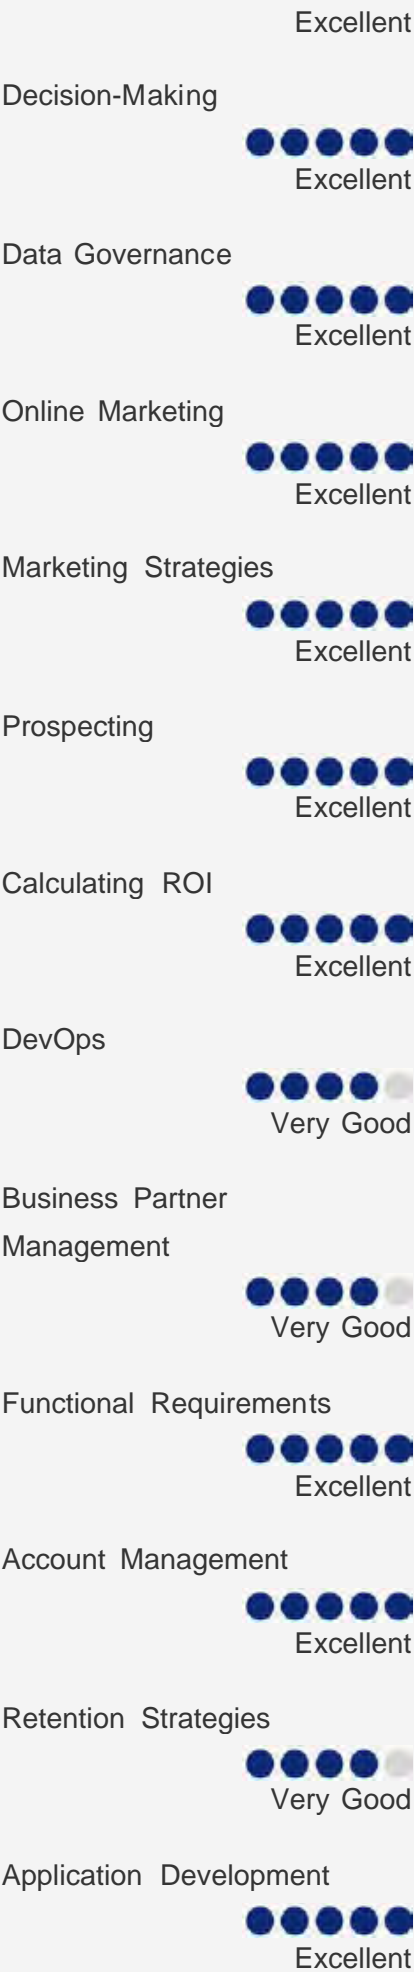 Excellent
Decision-Making
Excellent
Data Governance
Excellent
Online Marketing
Excellent
Marketing Strategies
Excellent
Prospecting
Excellent
Calculating ROI
Excellent
DevOps
Very Good
Business Partner
Management
Very Good
Functional Requirements
Excellent
Account Management
Excellent
Retention Strategies
Very Good
Application Development
Excellent